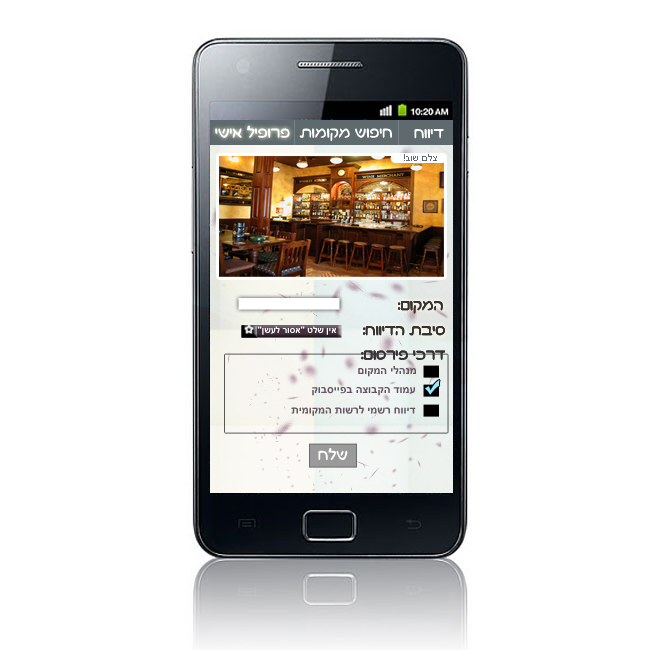 10:20 AM
דיווח
חיפוש מקומות
פרופיל אישי
צלם שוב!
WINE MERCHANT
המקום:
סיבת הדיווח:
אין שלט "אסור לעשן"
דרכי פירסום:
מנהלי המקום
עמוד הקבוצה בפייסבוק
דיווח רשמי לרשות המקומית
שלח